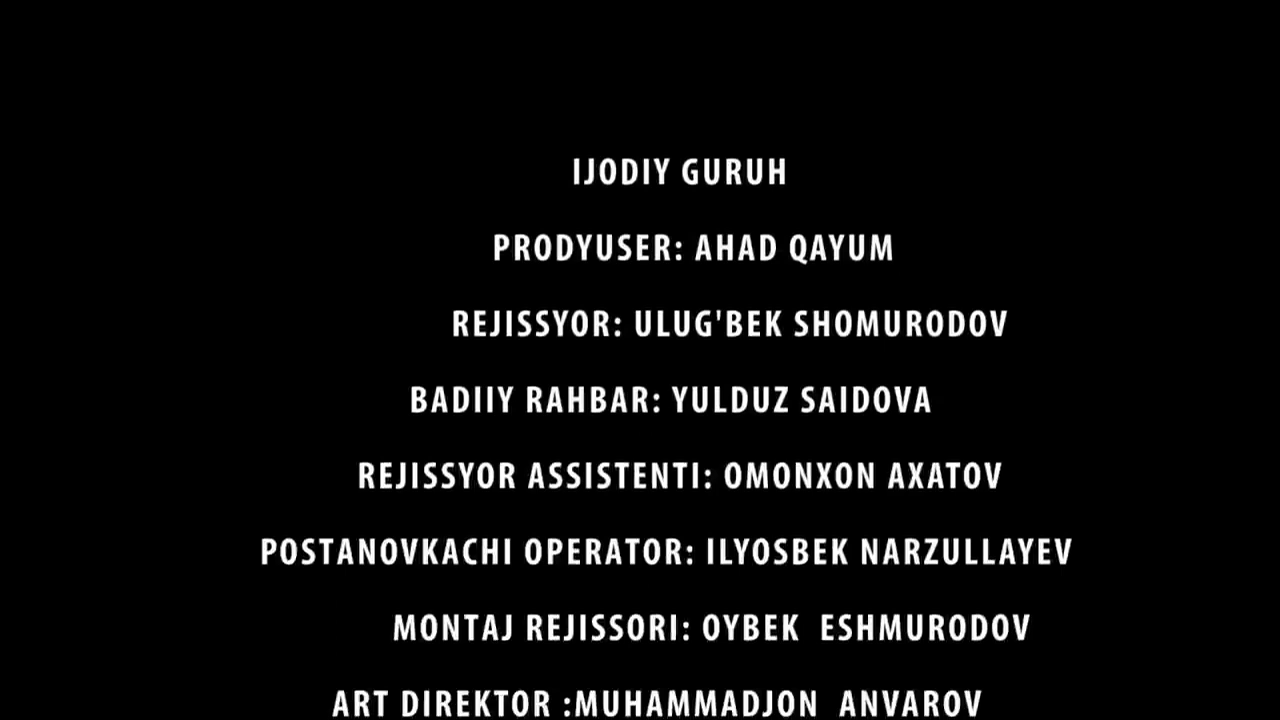 IJODIY GURUH
PRODYUSER: AHAD QAYUM
REJISSYOR: ULUG'BEK SHOMURODOV
BADIIY RAHBAR: YULDUZ SAIDOVA
REJISSYOR ASSISTENTI: OMONXON AXATOV
POSTANOVKACHI OPERATOR: ILYOSBEK NARZULLAYEV
MONTAJ REJISSORI: OYBEK  ESHMURODOV
ART DIREKTOR :MUHAMMADJON  ANVAROV